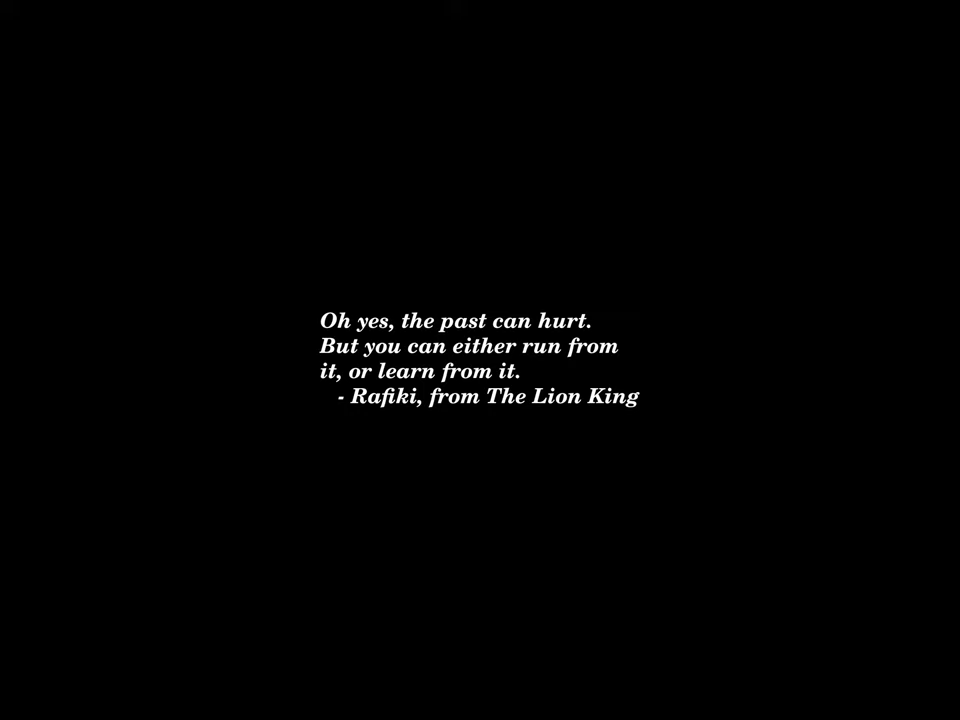 Oh yes, the past can hurt.
But you can either run from
it, or learn from it.
- Rafiki, from The Lion King